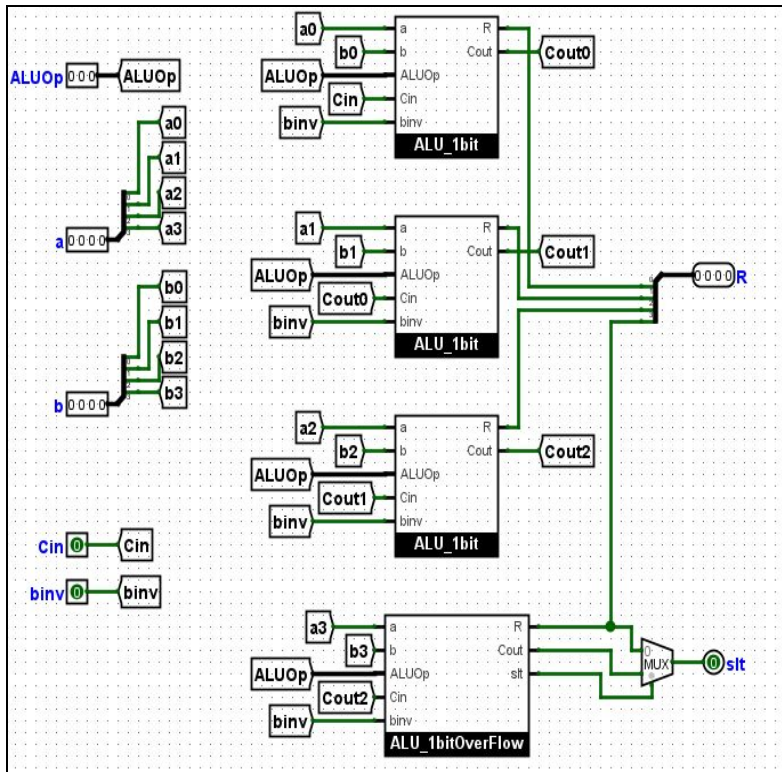 ALUOp 000 ALUOp
a0
a1
a2
a3
a 0000
b0
b1
b2
b3
b 0000
Cin 0 Cin
binv 0 binv
a0 a R
b0 b Cout Cout0
ALUOp ALUOp
Cin Cin
binv binv
ALU_1bit
a1 a R
b1 b Cout Cout1
ALUOp ALUOp
Cout0 Cin
binv binv
ALU_1bit
a2 a R
b2 b Cout Cout2
ALUOp ALUOp
Cout1 Cin
binv binv
ALU_1bit
a3 a R
b3 b Cout
ALUOp ALUOp slt
Cout2 Cin
binv binv
ALU_1bitOverFlow
0000 R
0
MUX
0 slt